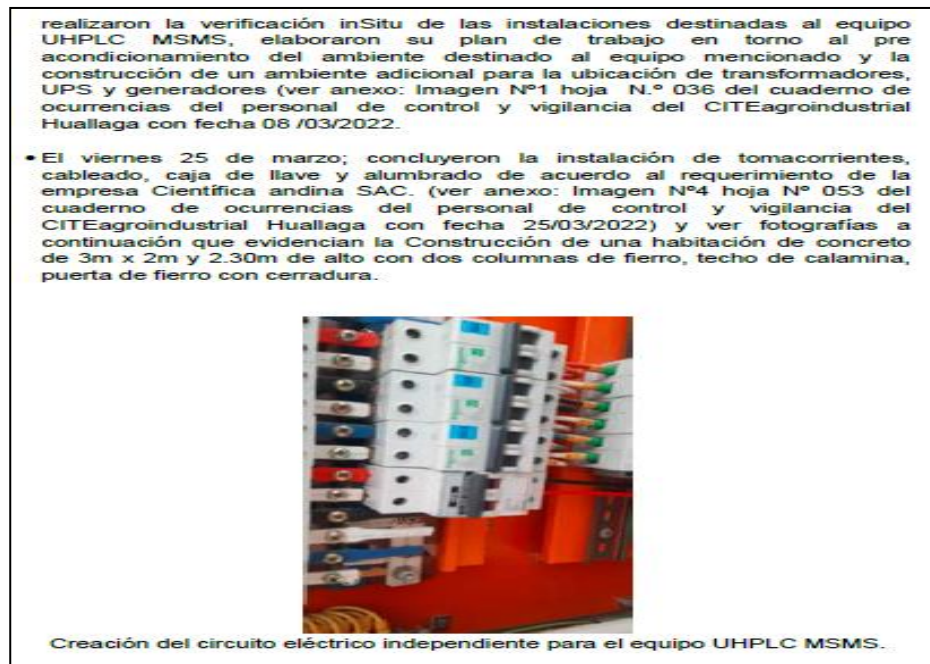 realizaron la verificación inSitu de las instalaciones destinadas al equipo
UHPLC MSMS, elaboraron su plan de trabajo en torno al pre
acondicionamiento del ambiente destinado al equipo mencionado y la
construcción de un ambiente adicional para la ubicación de transformadores,
UPS y generadores (ver anexo: Imagen Nº1 hoja N.º 036 del cuaderno de
ocurrencias del personal de control y vigilancia del CITEagroindustrial
Huallaga con fecha 08 /03/2022.
• El viernes 25 de marzo; concluyeron la instalación de tomacorrientes,
cableado, caja de llave y alumbrado de acuerdo al requerimiento de la
empresa Científica andina SAC. (ver anexo: Imagen Nº4 hoja Nº 053 del
cuaderno de ocurrencias del personal de control y vigilancia del
CITEagroindustrial Huallaga con fecha 25/03/2022) y ver fotografías a
continuación que evidencian la Construcción de una habitación de concreto
de 3m x 2m y 2.30m de alto con dos columnas de fierro, techo de calamina,
puerta de fierro con cerradura.
Creación del circuito eléctrico independiente para el equipo UHPLC MSMS.